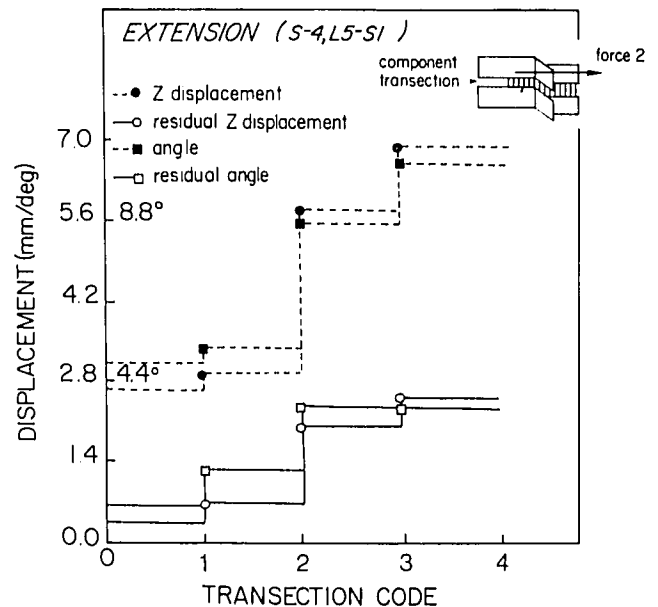 EXTENSION (S-4, L5-S1)
component
transection
force 2
Z displacement
residual Z displacement
angle
residual angle
DISPLACEMENT (mm/deg)
7.0
5.6
8.8°
4.2
2.8
4.4°
1.4
0.0
0
1
2
3
4
TRANSECTION CODE